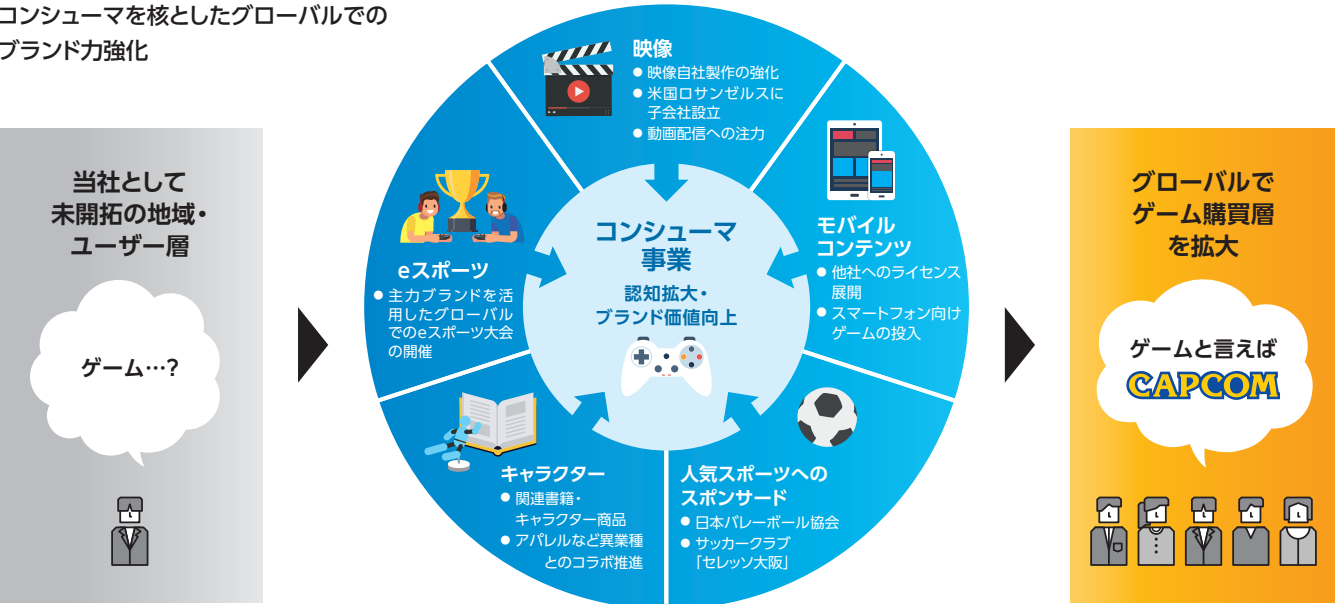 コンシューマを核としたグローバルでの
ブランド力強化
当社として
未開拓の地域・
ユーザー層
ゲーム…?
映像
● 映像自社製作の強化
● 米国ロサンゼルスに
子会社設立
● 動画配信への注力
モバイル
コンテンツ
● 他社へのライセンス
展開
● スマートフォン向け
ゲームの投入
eスポーツ
● 主力ブランドを活
用したグローバル
でのeスポーツ大会
の開催
コンシューマ
事業
認知拡大・
ブランド価値向上
キャラクター
● 関連書籍・
キャラクター商品
● アパレルなど異業種
とのコラボ推進
人気スポーツへの
スポンサード
● 日本バレーボール協会
● サッカークラブ
「セレッソ大阪」
グローバルで
ゲーム購買層
を拡大
ゲームと言えば
CAPCOM